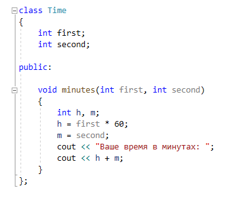 class Time
{
int first;
int second;
public:
void minutes(int first, int second)
{
int h, m;
h = first * 60;
m = second;
cout << "Ваше время в минутах: ";
cout << h + m;
}
};